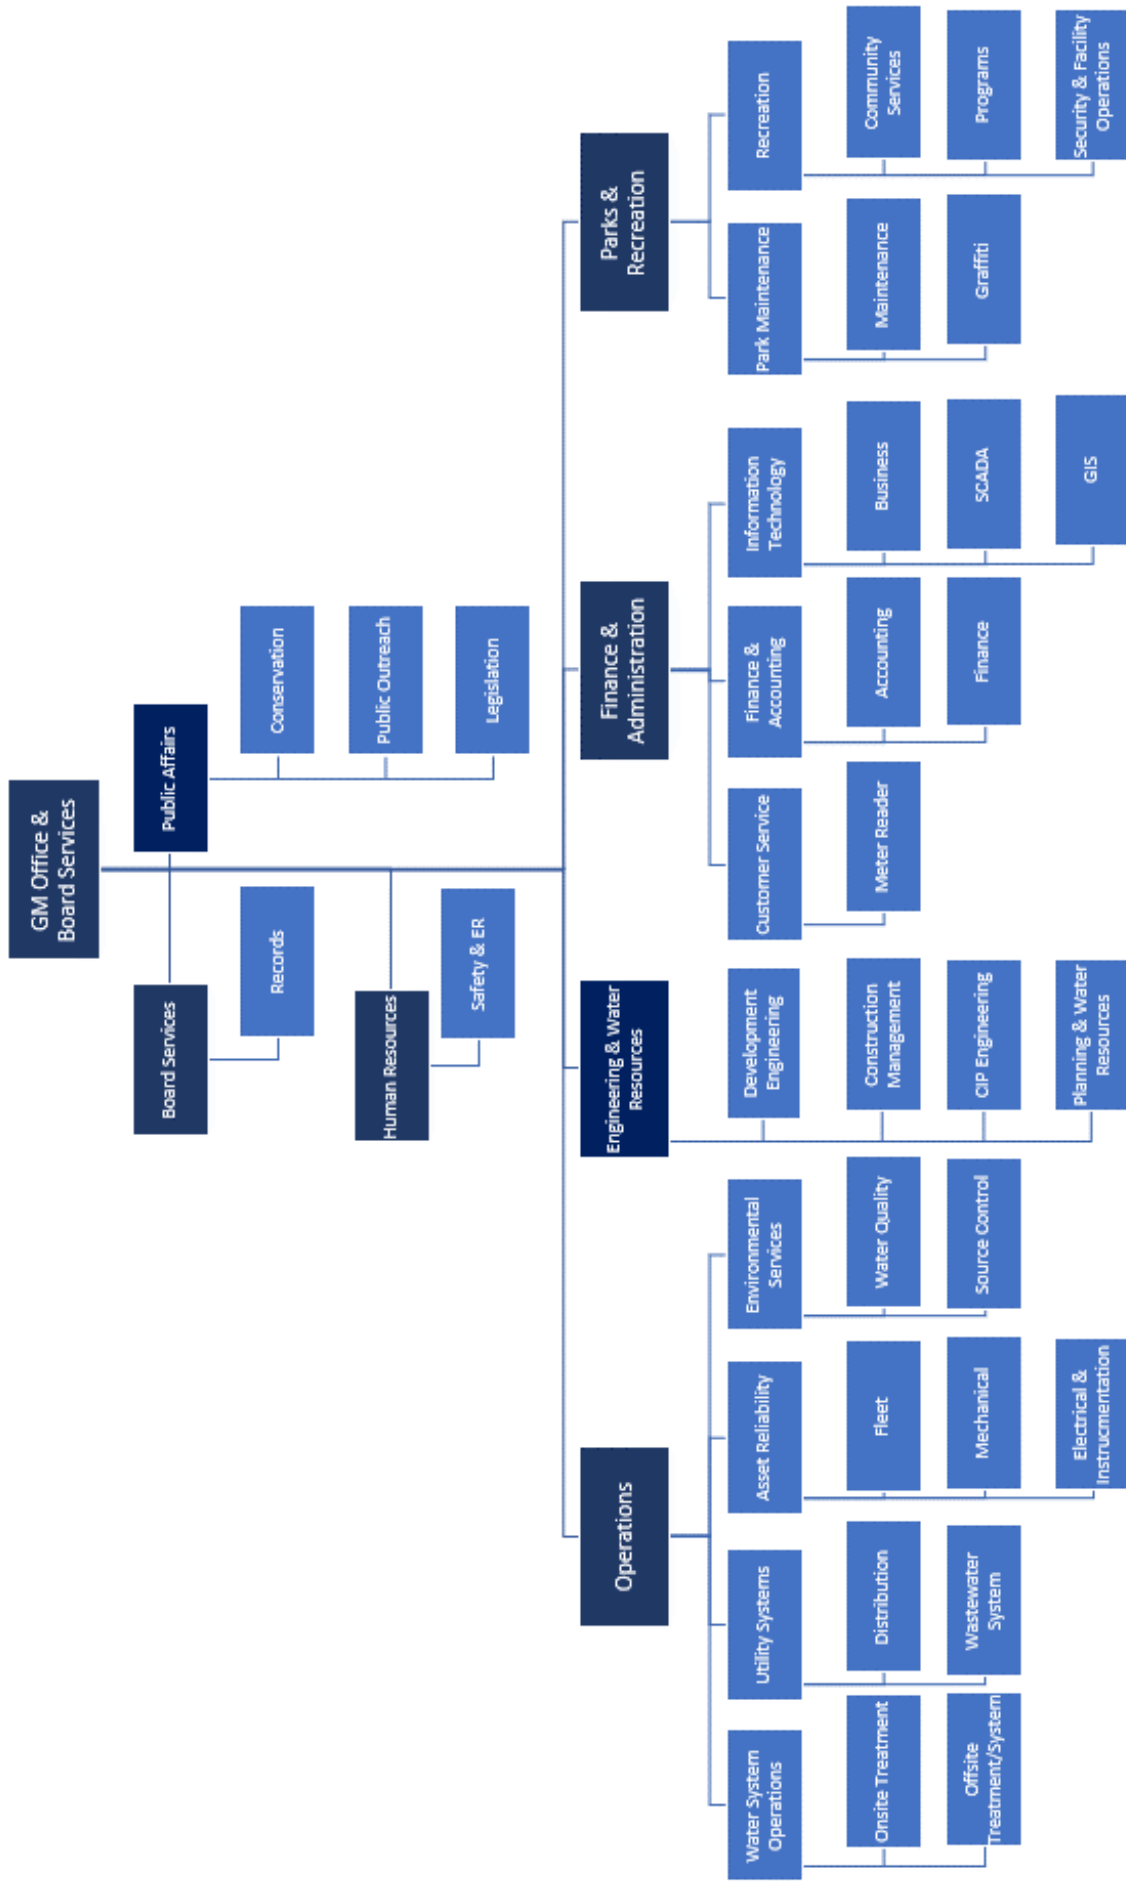 GM Office &
Board Services
Board Services
Public Affairs
Records
Conservation
Public Outreach
Legislation
Human Resources
Safety & ER
Operations
Engineering & Water
Resources
Finance &
Administration
Parks &
Recreation
Water System
Operations
Onsite Treatment
Offsite
Treatment/System
Utility Systems
Distribution
Wastewater
System
Asset Reliability
Fleet
Mechanical
Electrical &
Instrucmentation
Environmental
Services
Water Quality
Source Control
Development
Engineering
Construction
Management
CIP Engineering
Planning & Water
Resources
Customer Service
Meter Reader
Finance &
Accounting
Accounting
Finance
Information
Technology
Business
SCADA
GIS
Park Maintenance
Maintenance
Graffiti
Recreation
Community
Services
Programs
Security & Facility
Operations